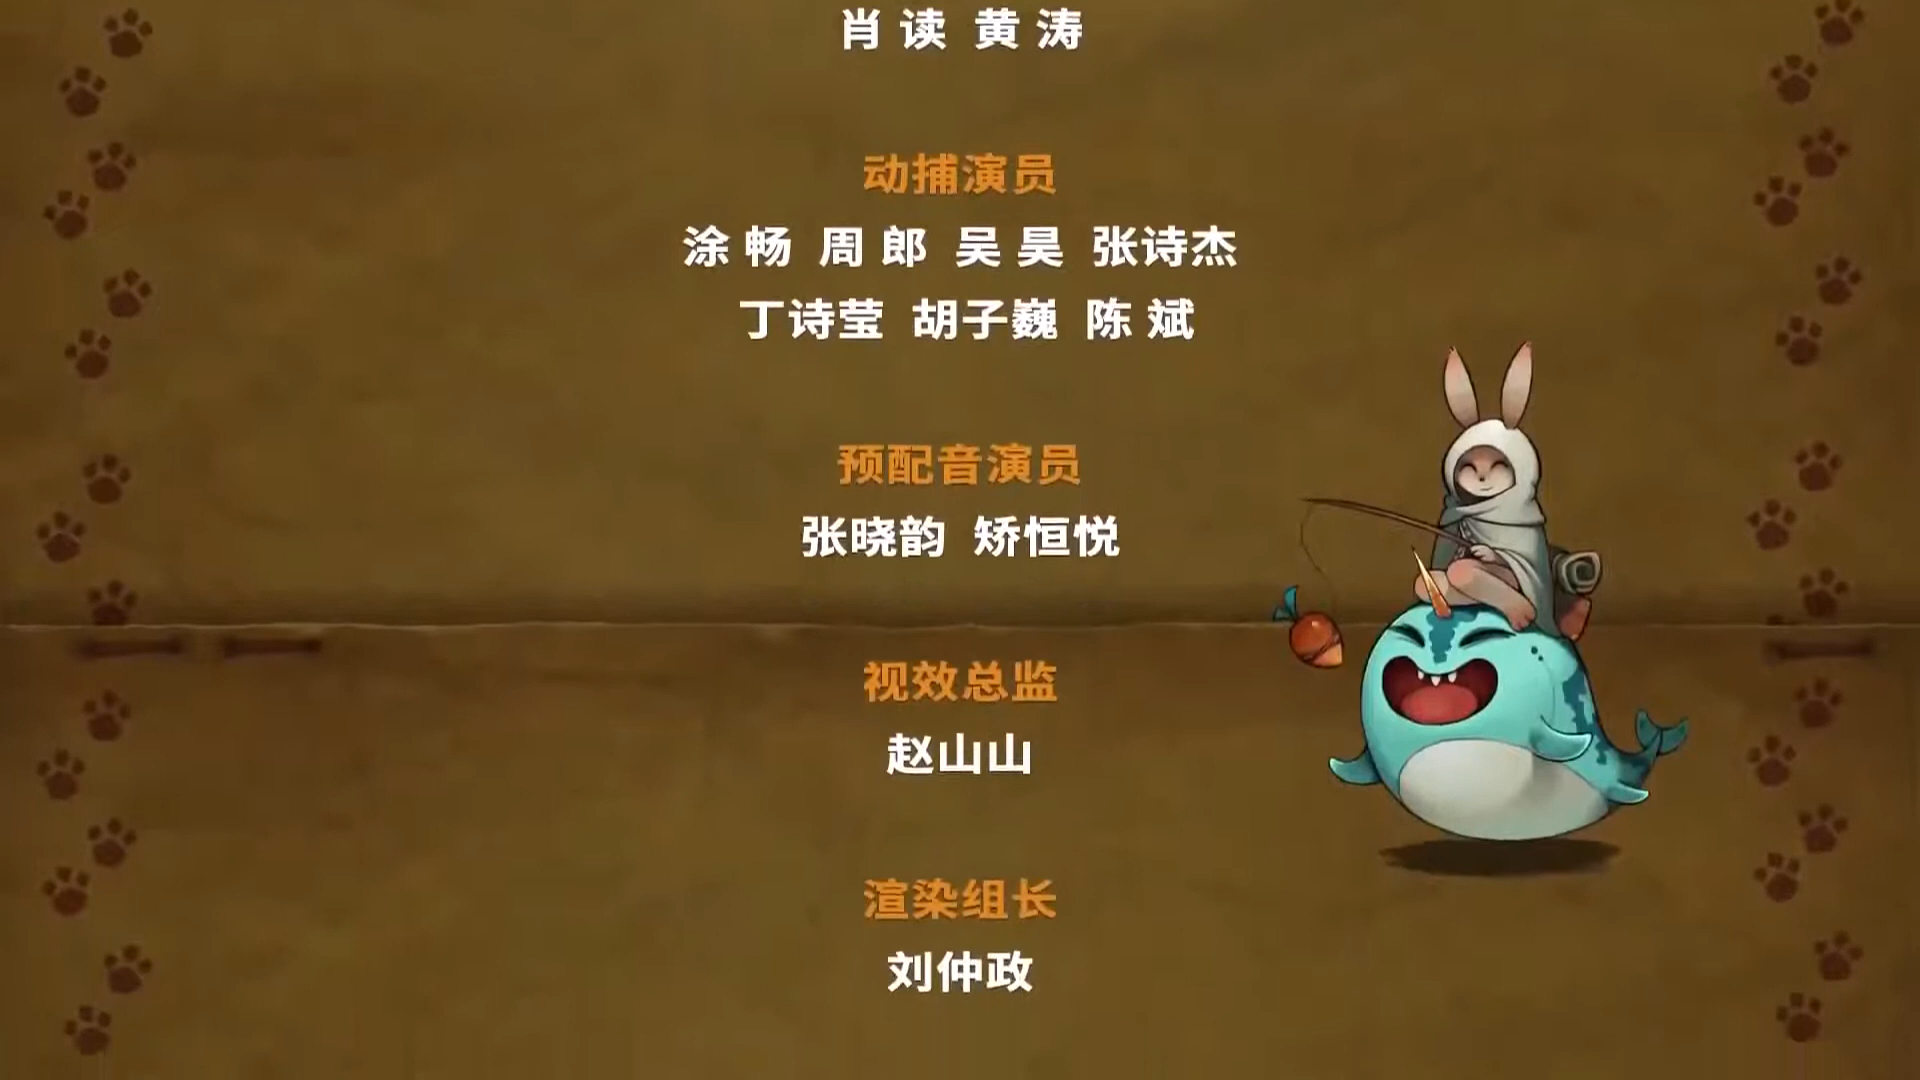 肖读 黄涛
动捕演员
涂畅 周郎 吴昊 张诗杰
丁诗莹 胡子巍 陈斌
预配音演员
张晓韵 矫恒悦
视效总监
赵山山
渲染组长
刘仲政